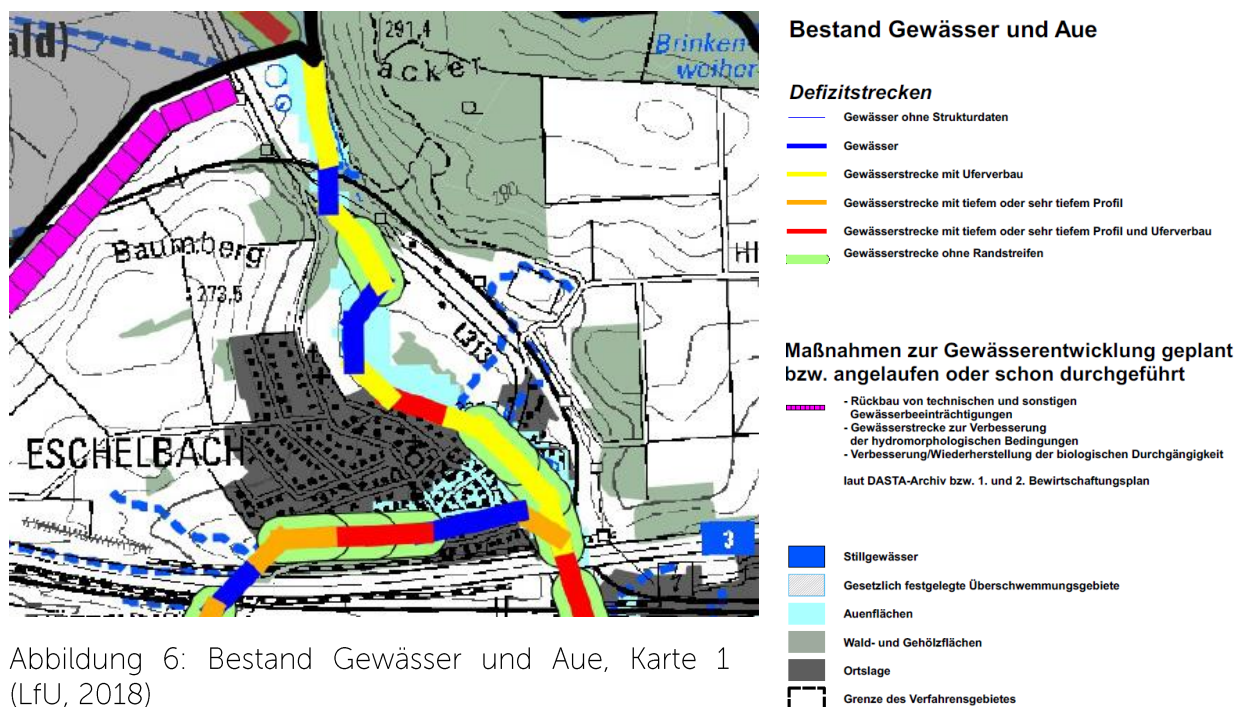 ald)
291,4
äcker
Brinken-
weiher
290
Baumberg
273,5
HI
L313
ESCHELBACH
3
Abbildung 6: Bestand Gewässer und Aue, Karte 1
(LfU, 2018)
Bestand Gewässer und Aue
Defizitstrecken
Gewässer ohne Strukturdaten
Gewässer
Gewässerstrecke mit Uferverbau
Gewässerstrecke mit tiefem oder sehr tiefem Profil
Gewässerstrecke mit tiefem oder sehr tiefem Profil und Uferverbau
Gewässerstrecke ohne Randstreifen
Maßnahmen zur Gewässerentwicklung geplant
bzw. angelaufen oder schon durchgeführt
- Rückbau von technischen und sonstigen
Gewässerbeeinträchtigungen
- Gewässerstrecke zur Verbesserung
der hydromorphologischen Bedingungen
- Verbesserung/Wiederherstellung der biologischen Durchgängigkeit
laut DASTA-Archiv bzw. 1. und 2. Bewirtschaftungsplan
Stillgewässer
Gesetzlich festgelegte Überschwemmungsgebiete
Auenflächen
Wald- und Gehölzflächen
Ortslage
Grenze des Verfahrensgebietes